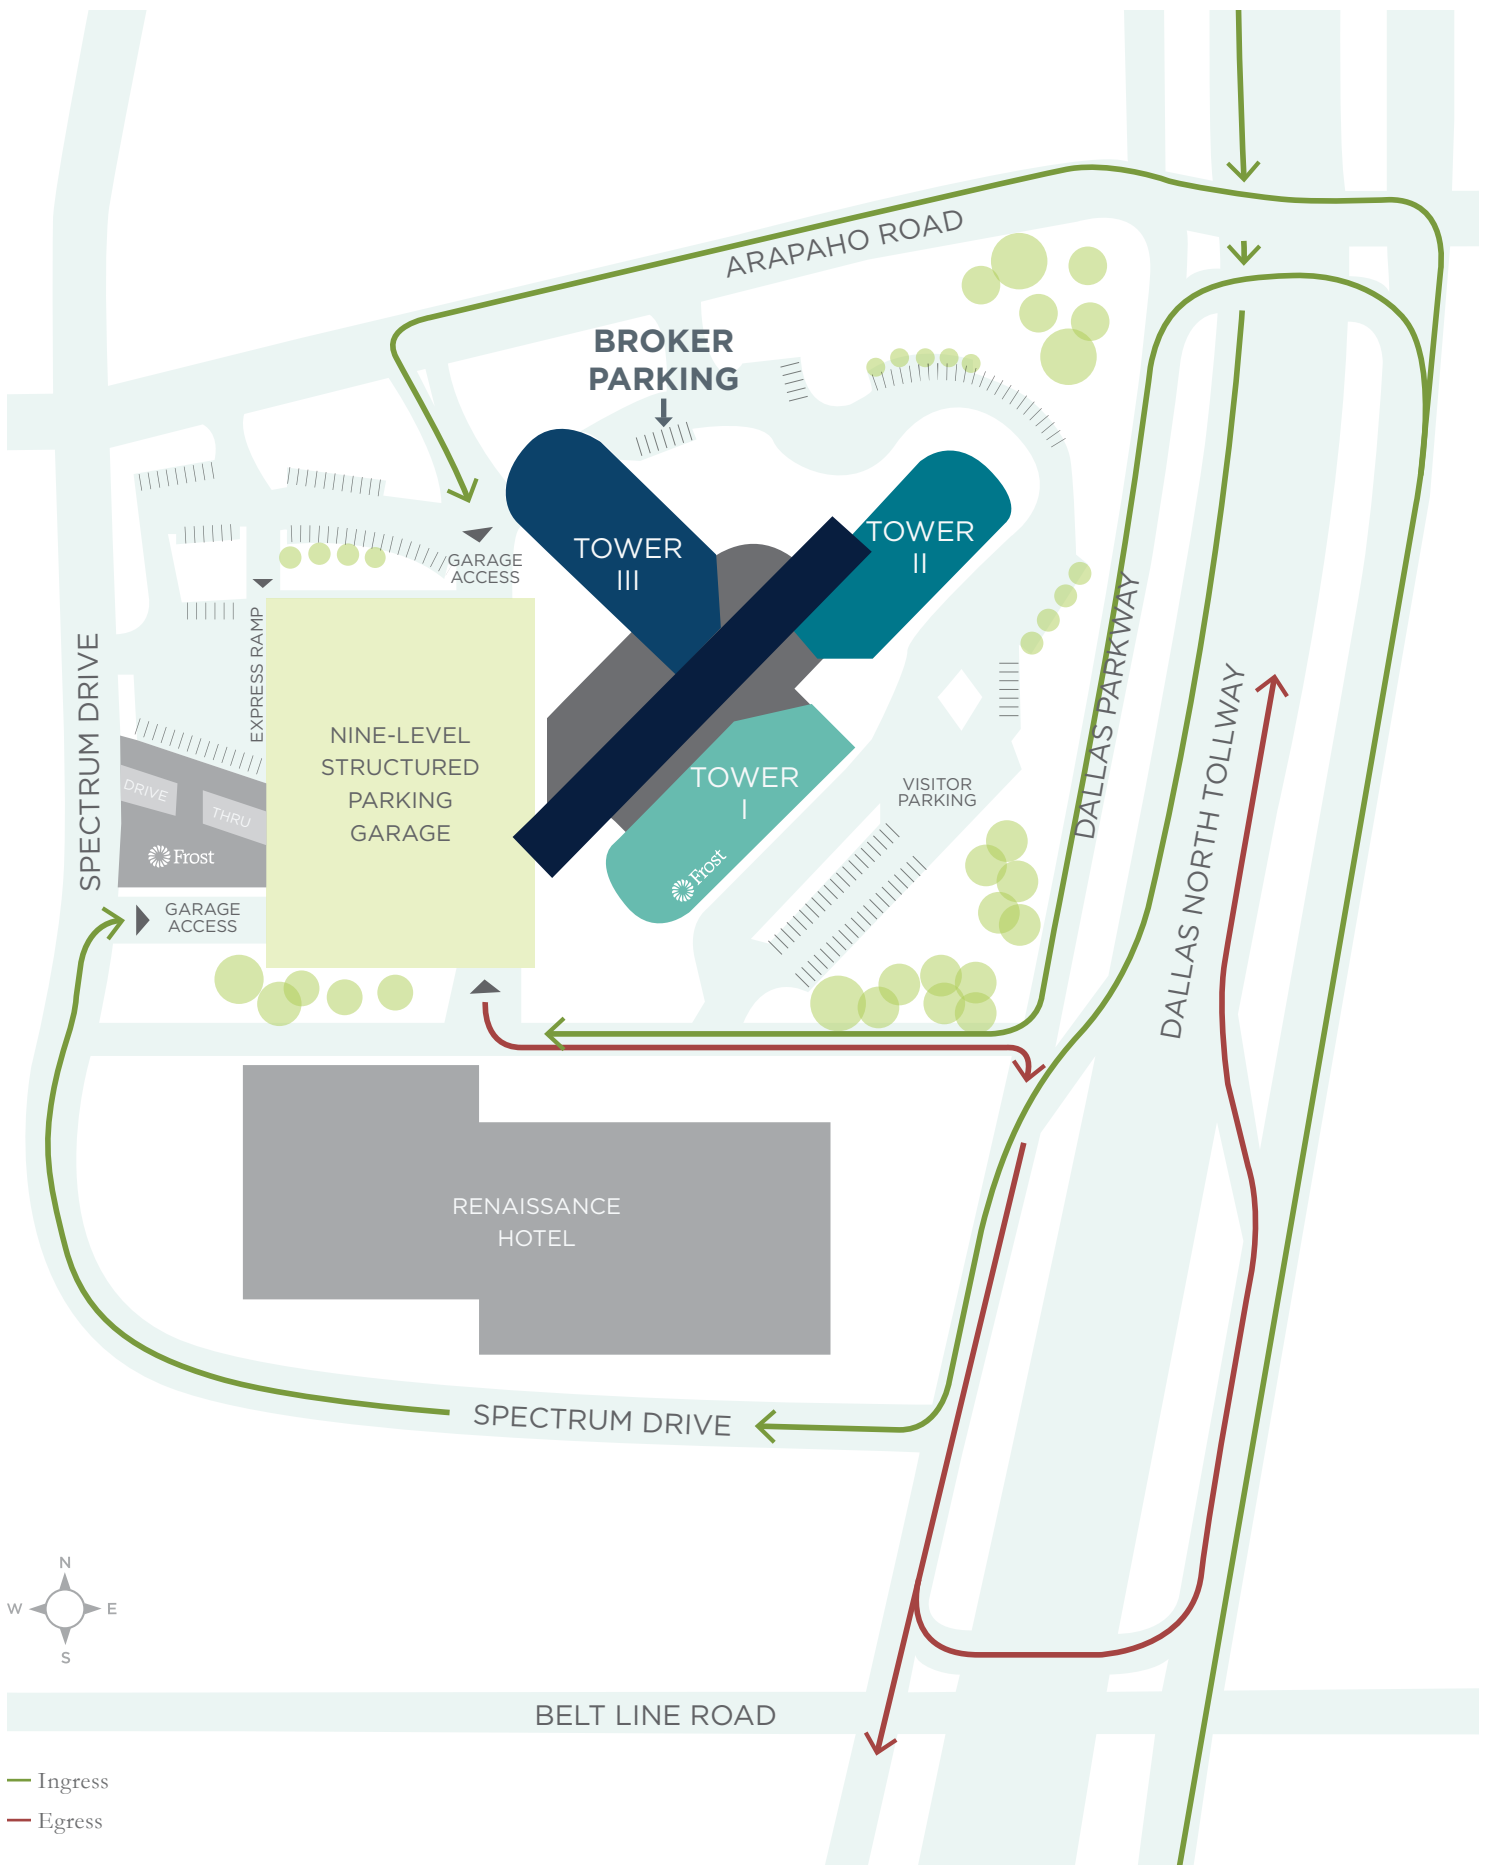 ARAPAHO ROAD
BROKER
PARKING
TOWER
II
TOWER
III
GARAGE
ACCESS
EXPRESS RAMP
SPECTRUM DRIVE
DALLAS PARKWAY
DALLAS NORTH TOLLWAY
NINE-LEVEL
STRUCTURED
PARKING
GARAGE
TOWER
I
VISITOR
PARKING
DRIVE
THRU
Frost
Frost
GARAGE
ACCESS
RENAISSANCE
HOTEL
SPECTRUM DRIVE
N
W E
S
BELT LINE ROAD
Ingress
Egress